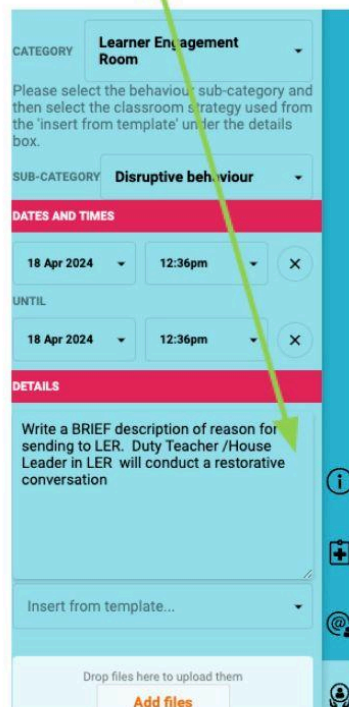 CATEGORY
Learner Engagement
Room
Please select the behaviour sub-category and
then select the classroom strategy used from
the 'insert from template' under the details
box.
SUB-CATEGORY Disruptive behaviour
DATES AND TIMES
18 Apr 2024 12:36pm
UNTIL
18 Apr 2024 12:36pm
DETAILS
Write a BRIEF description of reason for
sending to LER. Duty Teacher /House
Leader in LER will conduct a restorative
conversation
Insert from template...
Drop files here to upload them
Add files